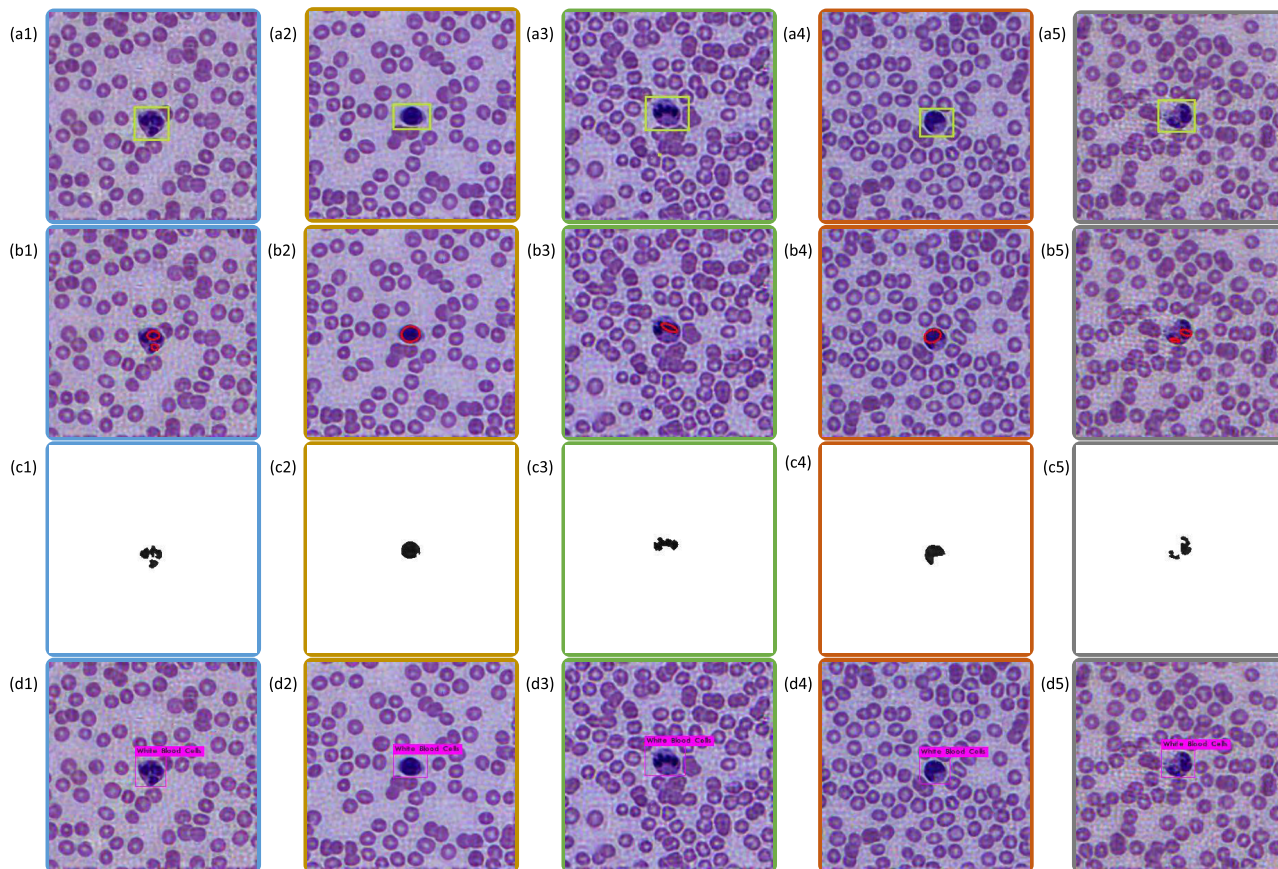 (a1) (a2) (a3) (a4) (a5)
(b1) (b2) (b3) (b4) (b5)
(c1) (c2) (c3) (c4) (c5)
(d1) (d2) (d3) (d4) (d5)
White Blood Cells White Blood Cells White Blood Cells White Blood Cells White Blood Cells